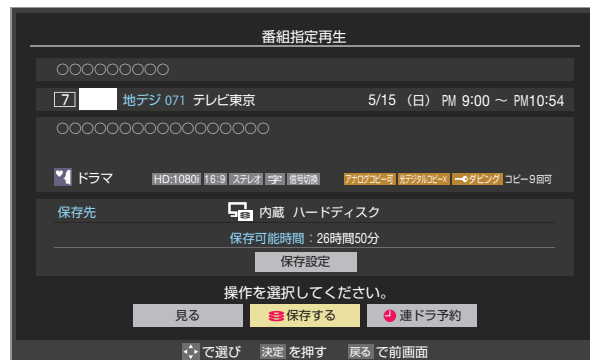 番組指定再生
○○○○○○○○○
7 地デジ 071 テレビ東京 5/15 (日) PM 9:00 ～ PM10:54
○○○○○○○○○○○○○○○○○
ドラマ HD:1080i 16:9 ステレオ 字 信号切換 アナログコピー可 光デジタルコピー× ダビング コピー9回可
保存先 内蔵 ハードディスク
保存可能時間：26時間50分
保存設定
操作を選択してください。
見る 保存する 連ドラ予約
で選び 決定 を押す 戻る で前画面